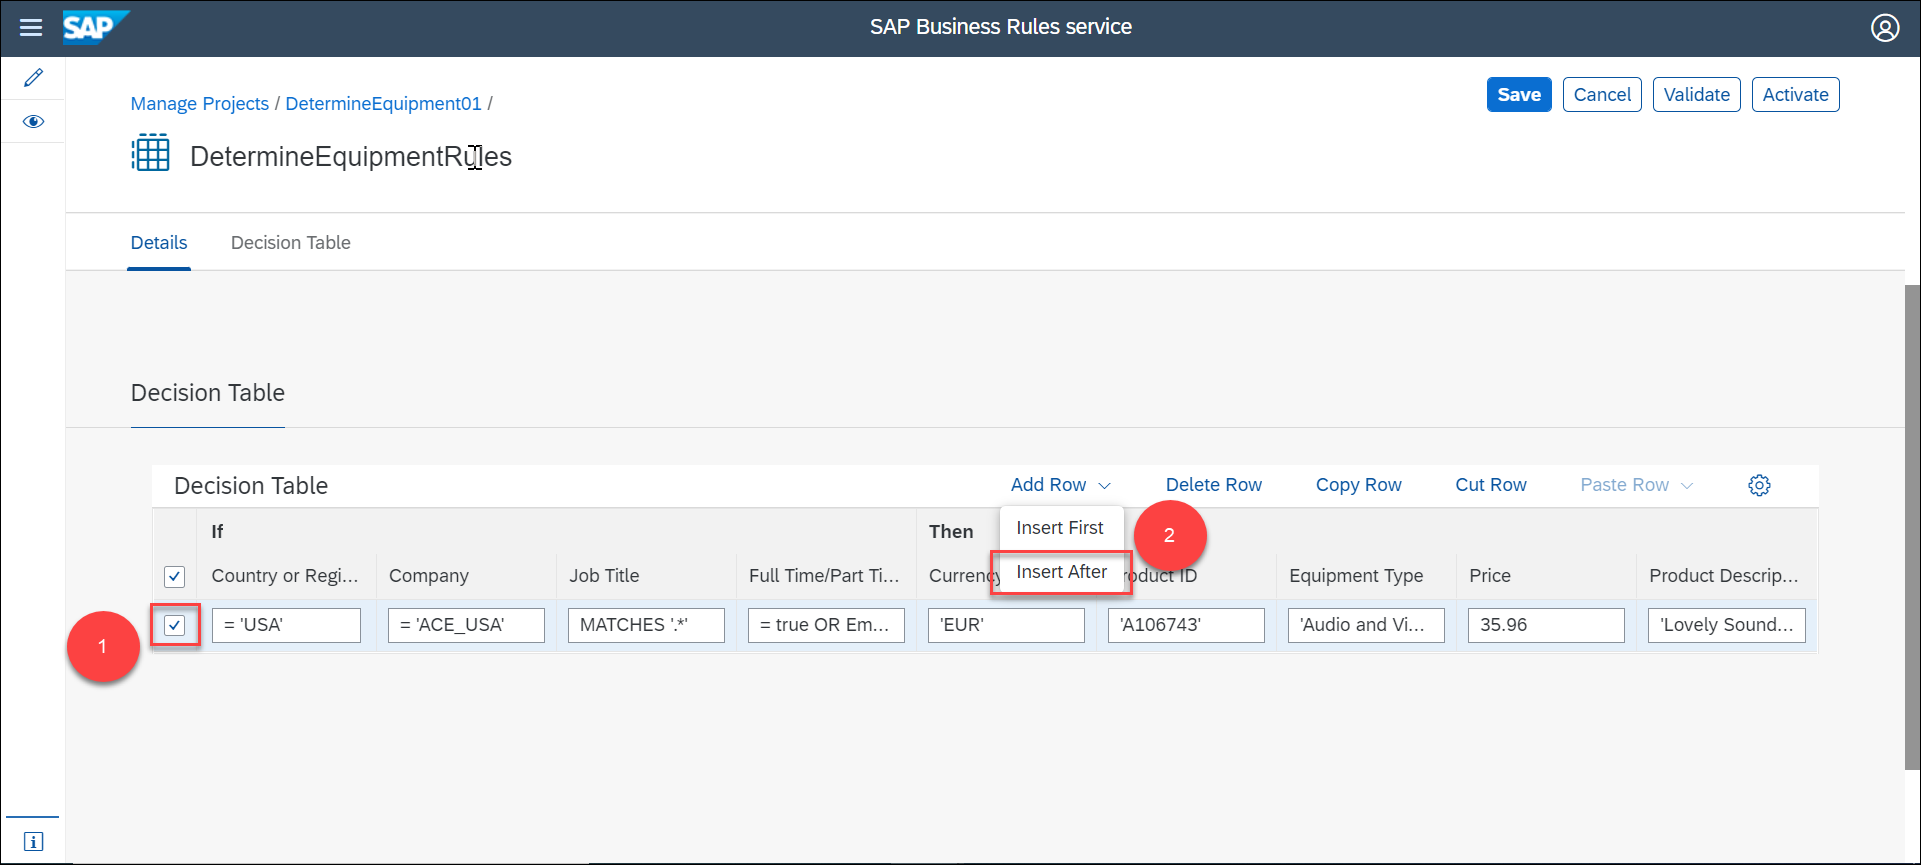 SAP
SAP Business Rules service
Manage Projects / DetermineEquipment01 /
Save
Cancel
Validate
Activate
DetermineEquipmentRules
Details
Decision Table
Decision Table
Decision Table
Add Row
Delete Row
Copy Row
Cut Row
Paste Row
If
Then
Insert First
2
Country or Regi...
Company
Job Title
Full Time/Part Ti...
Currency
Insert After
roduct ID
Equipment Type
Price
Product Descrip...
1
= 'USA'
= 'ACE_USA'
MATCHES '.*'
= true OR Em...
'EUR'
'A106743'
'Audio and Vi...
35.96
'Lovely Sound...